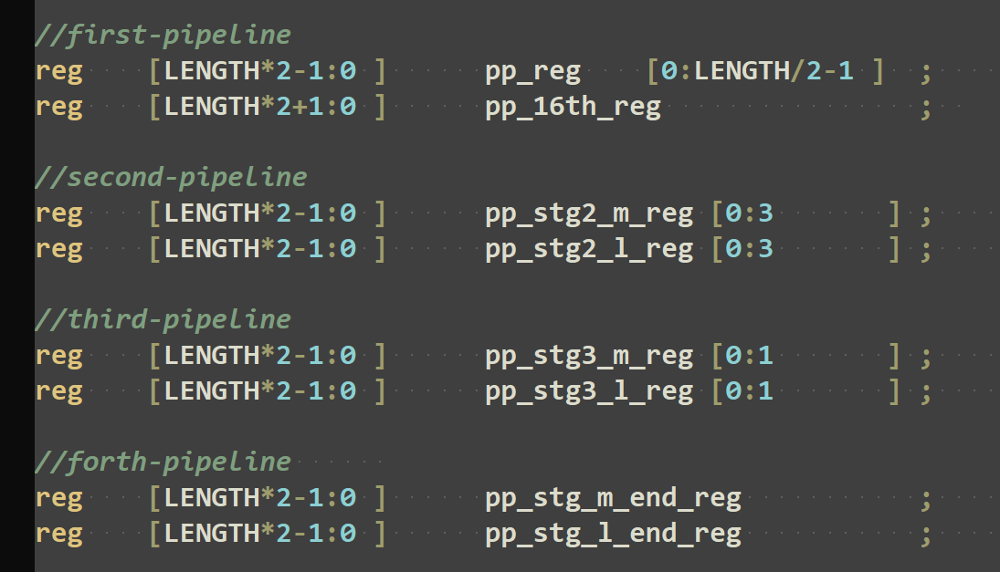 //first-pipeline
reg [LENGTH*2-1:0 ] pp_reg [0:LENGTH/2-1 ] ;
reg [LENGTH*2+1:0 ] pp_16th_reg ;
//second-pipeline
reg [LENGTH*2-1:0 ] pp_stg2_m_reg [0:3 ] ;
reg [LENGTH*2-1:0 ] pp_stg2_l_reg [0:3 ] ;
//third-pipeline
reg [LENGTH*2-1:0 ] pp_stg3_m_reg [0:1 ] ;
reg [LENGTH*2-1:0 ] pp_stg3_l_reg [0:1 ] ;
//forth-pipeline
reg [LENGTH*2-1:0 ] pp_stg_m_end_reg ;
reg [LENGTH*2-1:0 ] pp_stg_l_end_reg ;